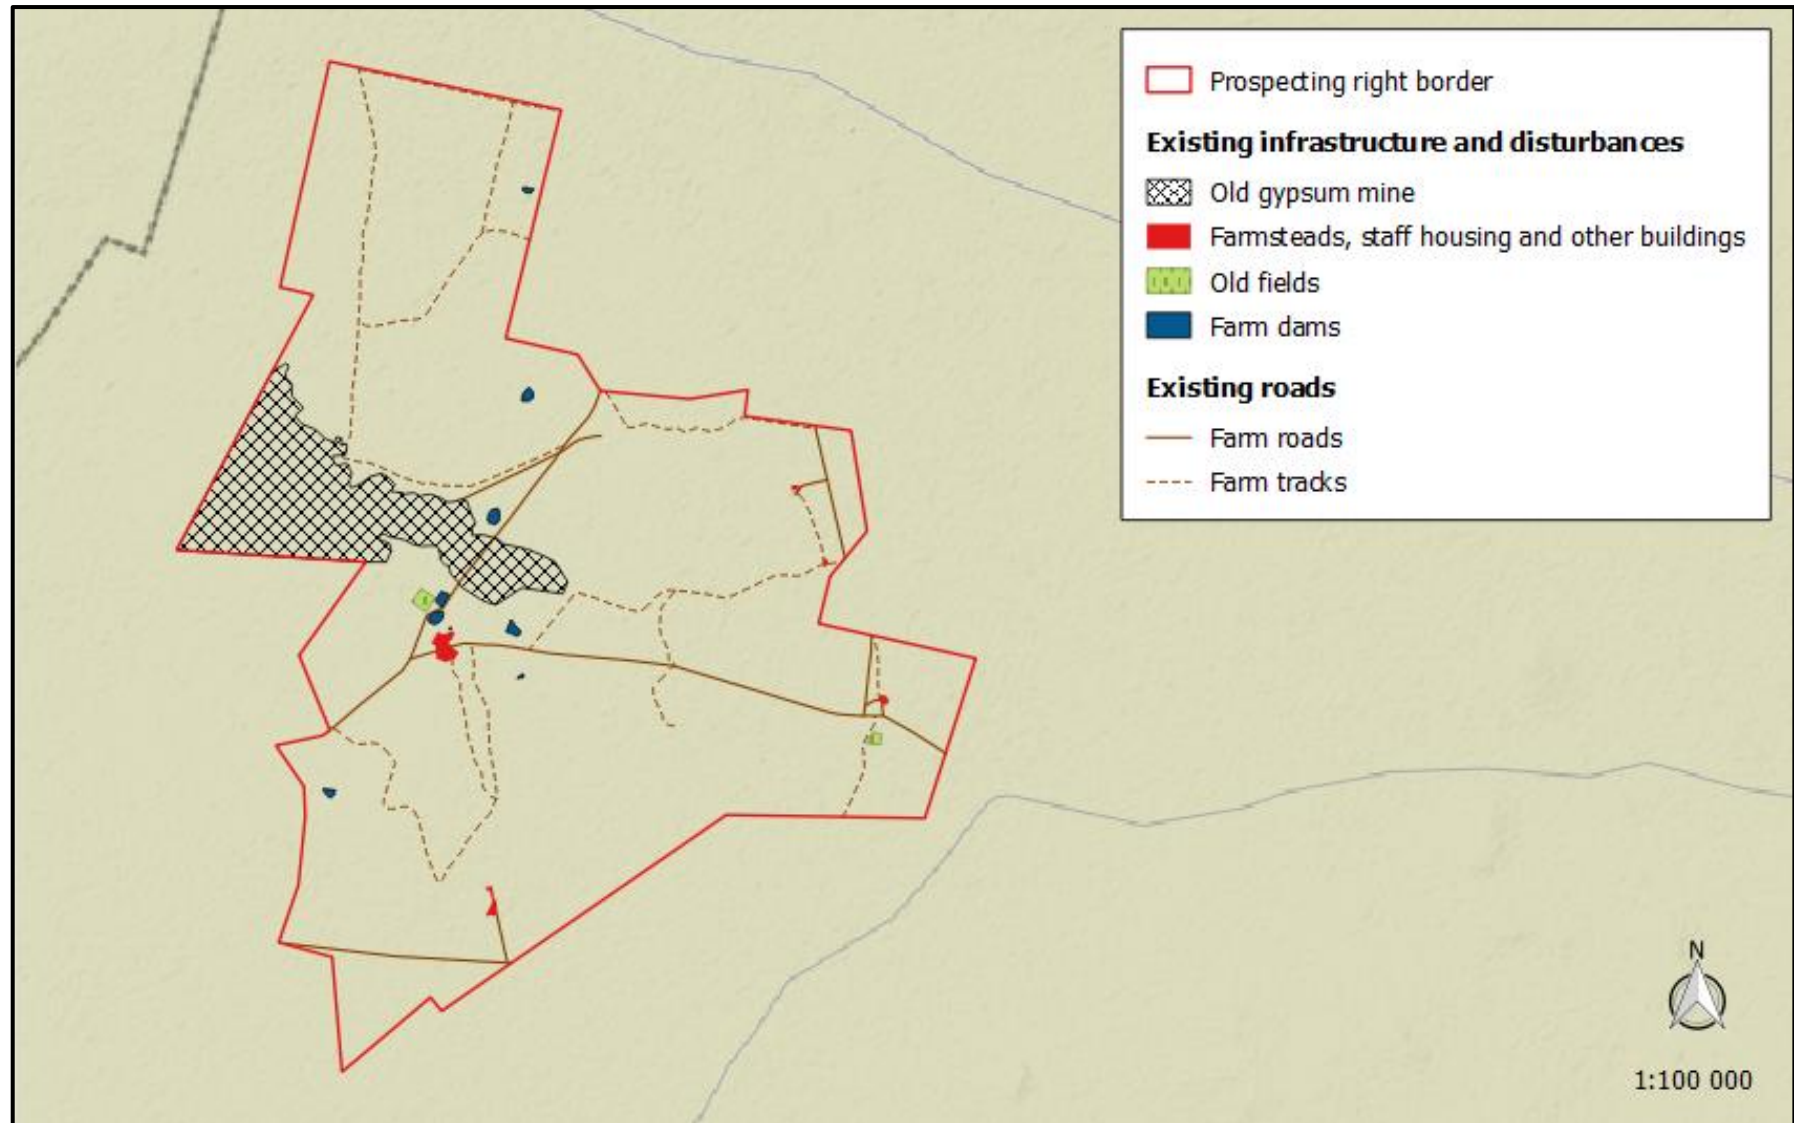 Prospecting right border
Existing infrastructure and disturbances
Old gypsum mine
Farmsteads, staff housing and other buildings
Old fields
Farm dams
Existing roads
Farm roads
Farm tracks
N
1:100 000